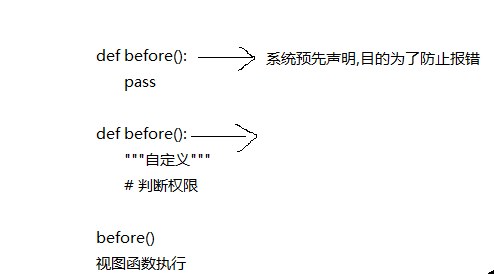 def before(): 系统预先声明,目的为了防止报错
pass
def before():
"""自定义"""
# 判断权限
before()
视图函数执行